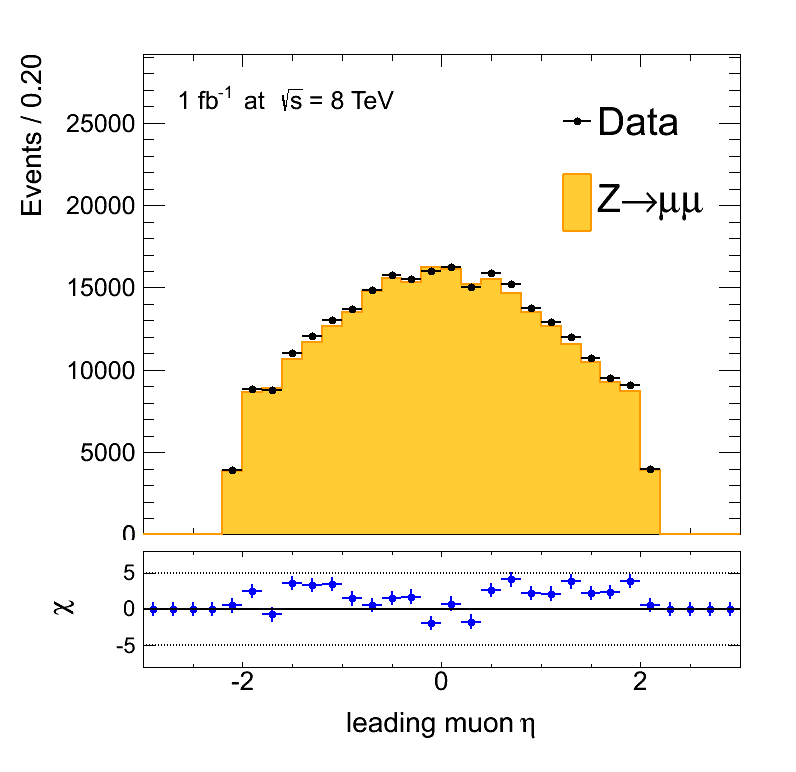 Events / 0.20
1 fb⁻¹ at √s = 8 TeV
Data
Z→μμ
25000
20000
15000
10000
5000
0
χ
5
0
-5
-2 0 2
leading muon η